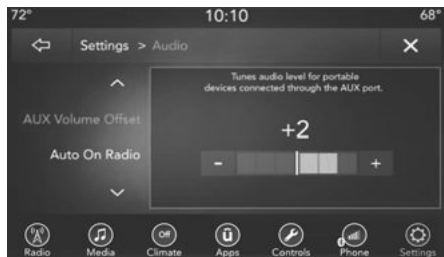 72°
10:10
68°
Settings > Audio
X
Tunes audio level for portable
devices connected through the AUX port.
AUX Volume Offset
+2
Auto On Radio
- +
Off
ū
Radio Media Climate Apps Controls Phone Settings